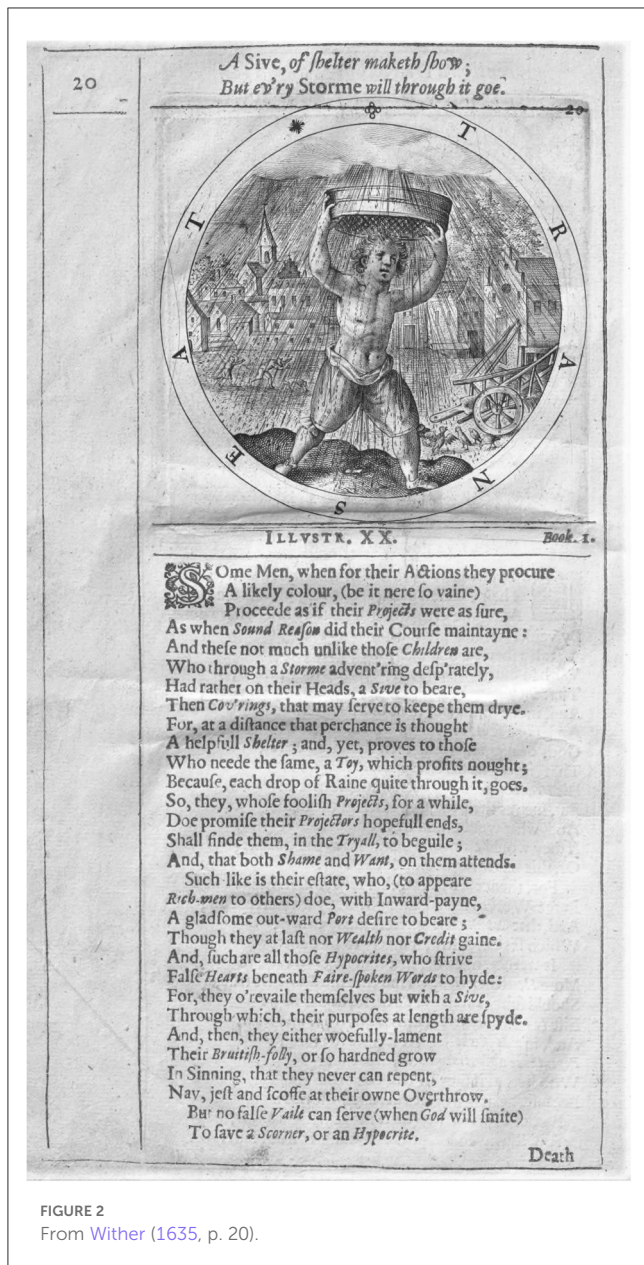 20
A Sive, of ſhelter maketh ſhow;
But ev'ry Storme will through it goe.
20
TRANSEAT
ILLVSTR. XX.
Book. 1.
SOme Men, when for their Actions they procure
A likely colour, (be it nere ſo vaine)
Proceede as if their Projects were as ſure,
As when Sound Reaſon did their Courſe maintayne:
And theſe not much unlike thoſe Children are,
Who through a Storme advent'ring deſp'rately,
Had rather on their Heads, a Sive to beare,
Then Cov'rings, that may ſerve to keepe them drye.
For, at a diſtance that perchance is thought
A helpfull Shelter; and, yet, proves to thoſe
Who neede the ſame, a Toy, which profits nought;
Becauſe, each drop of Raine quite through it, goes.
So, they, whoſe fooliſh Projects, for a while,
Doe promiſe their Projectors hopefull ends,
Shall finde them, in the Tryall, to beguile;
And, that both Shame and Want, on them attends.
Such like is their eſtate, who, (to appeare
Rich-men to others) doe, with Inward-payne,
A gladſome out-ward Port deſire to beare;
Though they at laſt nor Wealth nor Credit gaine.
And, ſuch are all thoſe Hypocrites, who ſtrive
Falſe Hearts beneath Faire-ſpoken Words to hyde:
For, they o'revaile themſelves but with a Sive,
Through which, their purpoſes at length are ſpyde.
And, then, they either woefully-lament
Their Bruitiſh-folly, or ſo hardned grow
In Sinning, that they never can repent,
Nay, jeſt and ſcoffe at their owne Overthrow.
But no falſe Vaile can ſerve (when God will ſmite)
To ſave a Scorner, or an Hypocrite.
Death
FIGURE 2
From Wither (1635, p. 20).